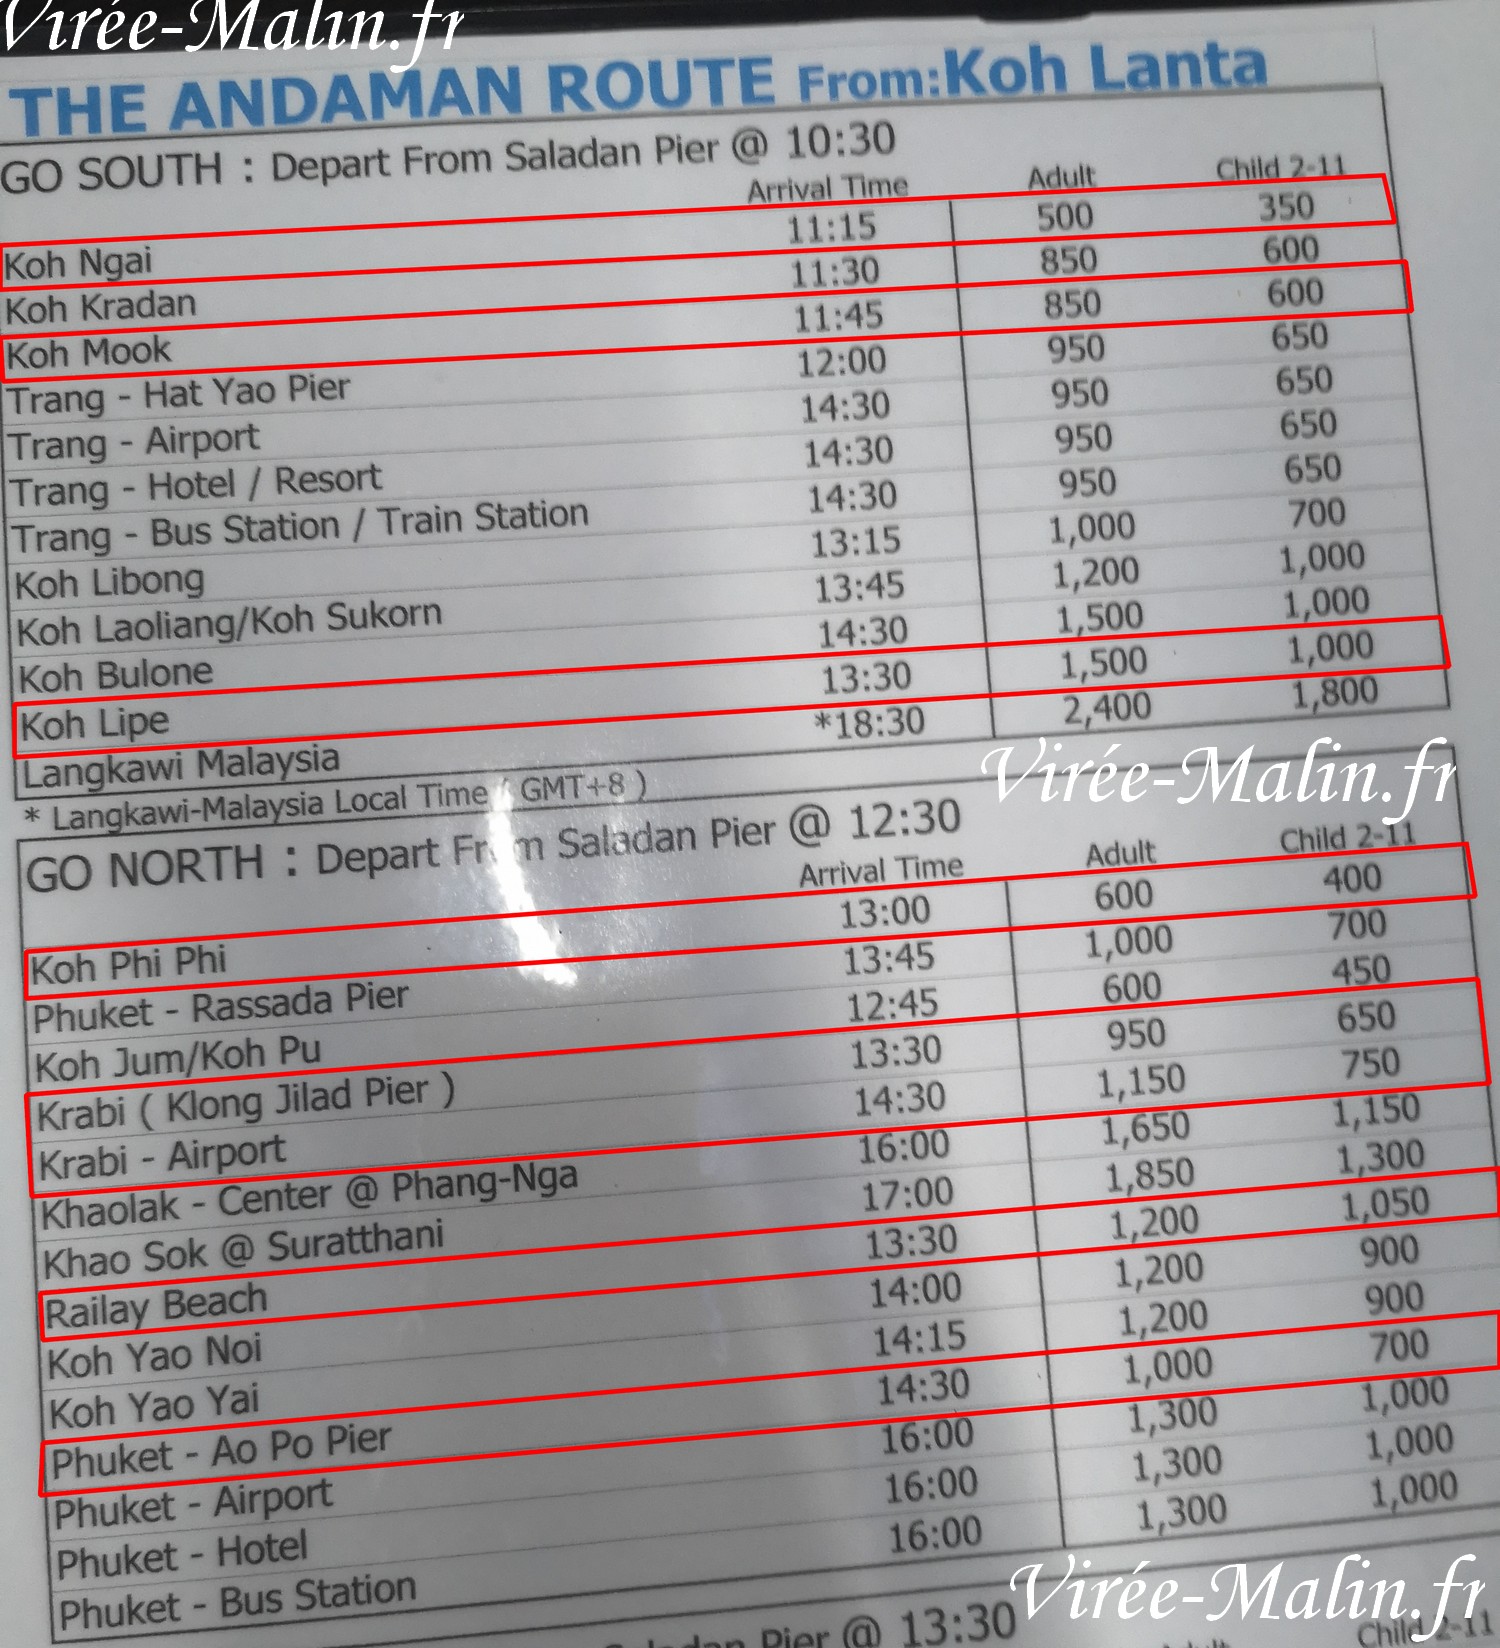 Virée-Malin.fr
THE ANDAMAN ROUTE From:Koh Lanta
GO SOUTH : Depart From Saladan Pier @ 10:30
Arrival Time Adult Child 2-11
Koh Ngai 11:15 500 350
Koh Kradan 11:30 850 600
Koh Mook 11:45 850 600
Trang - Hat Yao Pier 12:00 950 650
Trang - Airport 14:30 950 650
Trang - Hotel / Resort 14:30 950 650
Trang - Bus Station / Train Station 14:30 950 650
Koh Libong 13:15 1,000 700
Koh Laoliang/Koh Sukorn 13:45 1,200 1,000
Koh Bulone 14:30 1,500 1,000
Koh Lipe 13:30 1,500 1,000
Langkawi Malaysia *18:30 2,400 1,800
* Langkawi-Malaysia Local Time ( GMT+8 )
Virée-Malin.fr
GO NORTH : Depart From Saladan Pier @ 12:30
Arrival Time Adult Child 2-11
Koh Phi Phi 13:00 600 400
Phuket - Rassada Pier 13:45 1,000 700
Koh Jum/Koh Pu 12:45 600 450
Krabi ( Klong Jilad Pier ) 13:30 950 650
Krabi - Airport 14:30 1,150 750
Khaolak - Center @ Phang-Nga 16:00 1,650 1,150
Khao Sok @ Suratthani 17:00 1,850 1,300
Railay Beach 13:30 1,200 1,050
Koh Yao Noi 14:00 1,200 900
Koh Yao Yai 14:15 1,200 900
Phuket - Ao Po Pier 14:30 1,000 700
Phuket - Airport 16:00 1,300 1,000
Phuket - Hotel 16:00 1,300 1,000
Phuket - Bus Station 16:00 1,300 1,000
Virée-Malin.fr
Saladan Pier @ 13:30
Adult Child 2-11